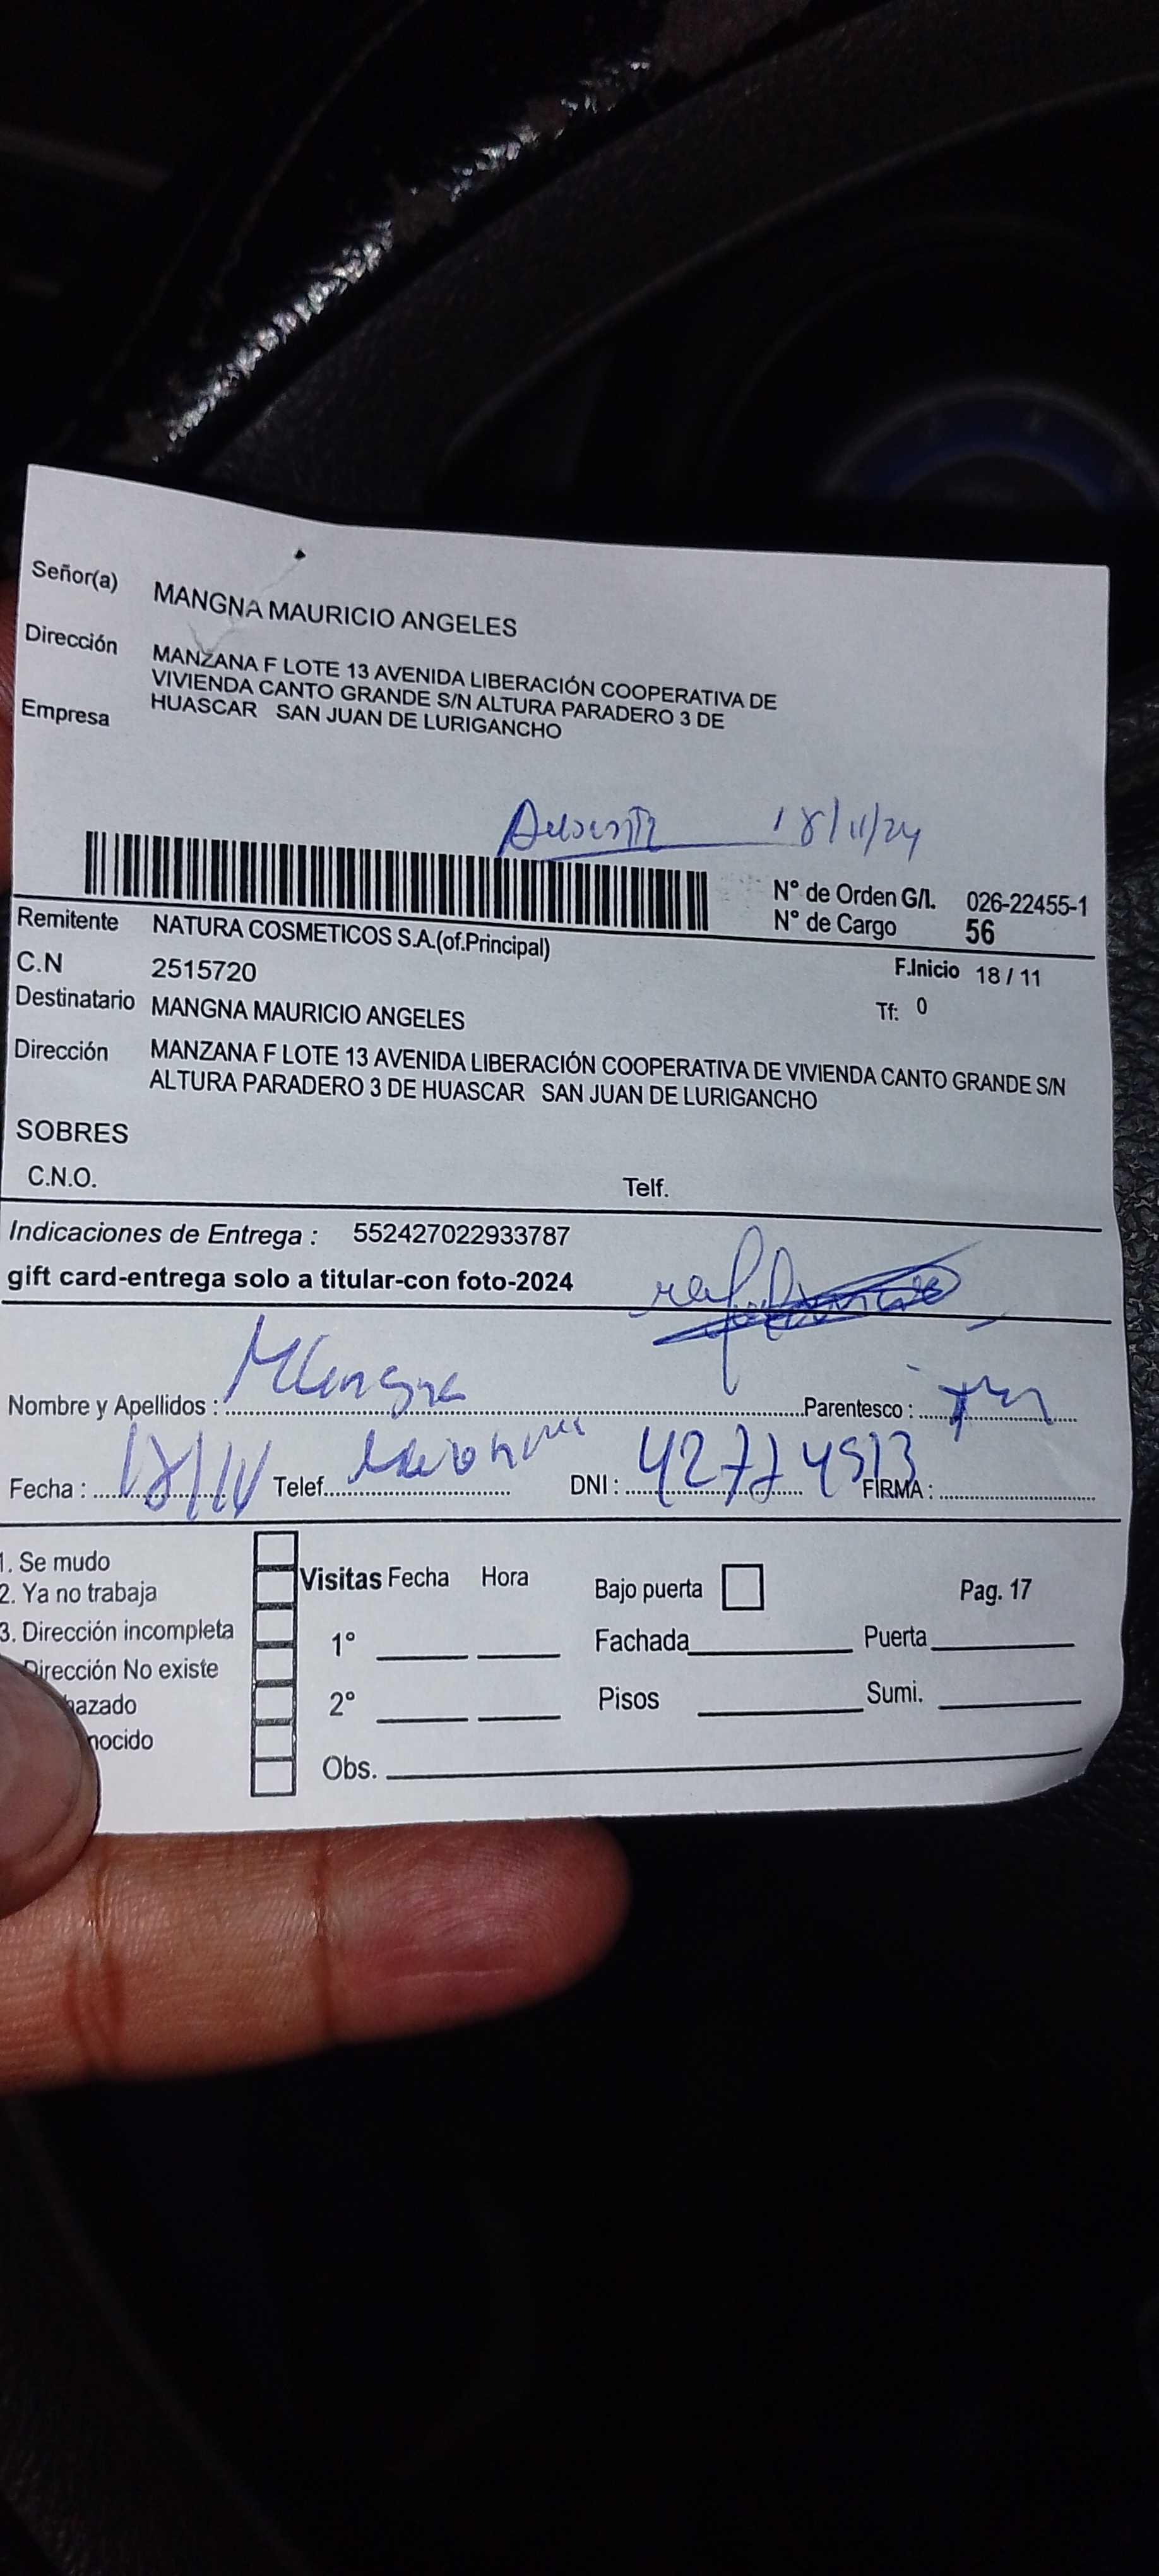 Señor(a) MANGNA MAURICIO ANGELES
Dirección MANZANA F LOTE 13 AVENIDA LIBERACIÓN COOPERATIVA DE
VIVIENDA CANTO GRANDE S/N ALTURA PARADERO 3 DE
Empresa HUASCAR SAN JUAN DE LURIGANCHO
18/11/24
N° de Orden G/l. 026-22455-1
N° de Cargo 56
Remitente NATURA COSMETICOS S.A.(of.Principal)
F.Inicio 18 / 11
C.N 2515720
Tf: 0
Destinatario MANGNA MAURICIO ANGELES
Dirección MANZANA F LOTE 13 AVENIDA LIBERACIÓN COOPERATIVA DE VIVIENDA CANTO GRANDE S/N
ALTURA PARADERO 3 DE HUASCAR SAN JUAN DE LURIGANCHO
SOBRES
C.N.O. Telf.
Indicaciones de Entrega : 552427022933787
gift card-entrega solo a titular-con foto-2024
Nombre y Apellidos : Mangna Parentesco :
Fecha : Telef. DNI : 42774513 FIRMA :
1. Se mudo
2. Ya no trabaja
3. Dirección incompleta
Dirección No existe
hazado
nocido
Visitas Fecha Hora
1°
2°
Obs.
Bajo puerta Pag. 17
Fachada Puerta
Pisos Sumi.